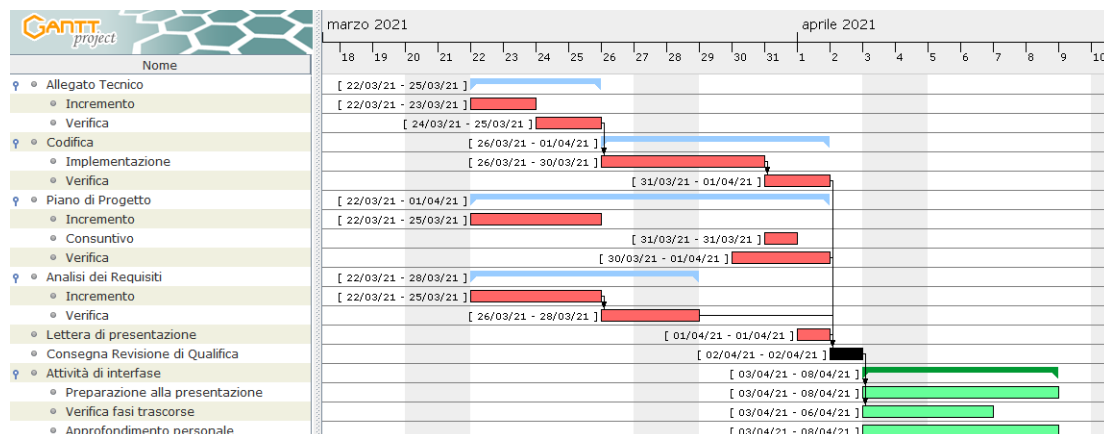 GANTT
project
marzo 2021 aprile 2021
Nome
18 19 20 21 22 23 24 25 26 27 28 29 30 31 1 2 3 4 5 6 7 8 9 10
Allegato Tecnico [ 22/03/21 - 25/03/21 ]
Incremento [ 22/03/21 - 23/03/21 ]
Verifica [ 24/03/21 - 25/03/21 ]
Codifica [ 26/03/21 - 01/04/21 ]
Implementazione [ 26/03/21 - 30/03/21 ]
Verifica [ 31/03/21 - 01/04/21 ]
Piano di Progetto [ 22/03/21 - 01/04/21 ]
Incremento [ 22/03/21 - 25/03/21 ]
Consuntivo [ 31/03/21 - 31/03/21 ]
Verifica [ 30/03/21 - 01/04/21 ]
Analisi dei Requisiti [ 22/03/21 - 28/03/21 ]
Incremento [ 22/03/21 - 25/03/21 ]
Verifica [ 26/03/21 - 28/03/21 ]
Lettera di presentazione [ 01/04/21 - 01/04/21 ]
Consegna Revisione di Qualifica [ 02/04/21 - 02/04/21 ]
Attività di interfase [ 03/04/21 - 08/04/21 ]
Preparazione alla presentazione [ 03/04/21 - 08/04/21 ]
Verifica fasi trascorse [ 03/04/21 - 06/04/21 ]
Approfondimento personale [ 03/04/21 - 08/04/21 ]